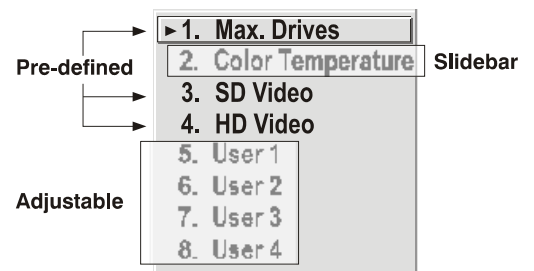 ►1. Max. Drives
2. Color Temperature
Slidebar
Pre-defined
3. SD Video
4. HD Video
5. User 1
6. User 2
Adjustable
7. User 3
8. User 4